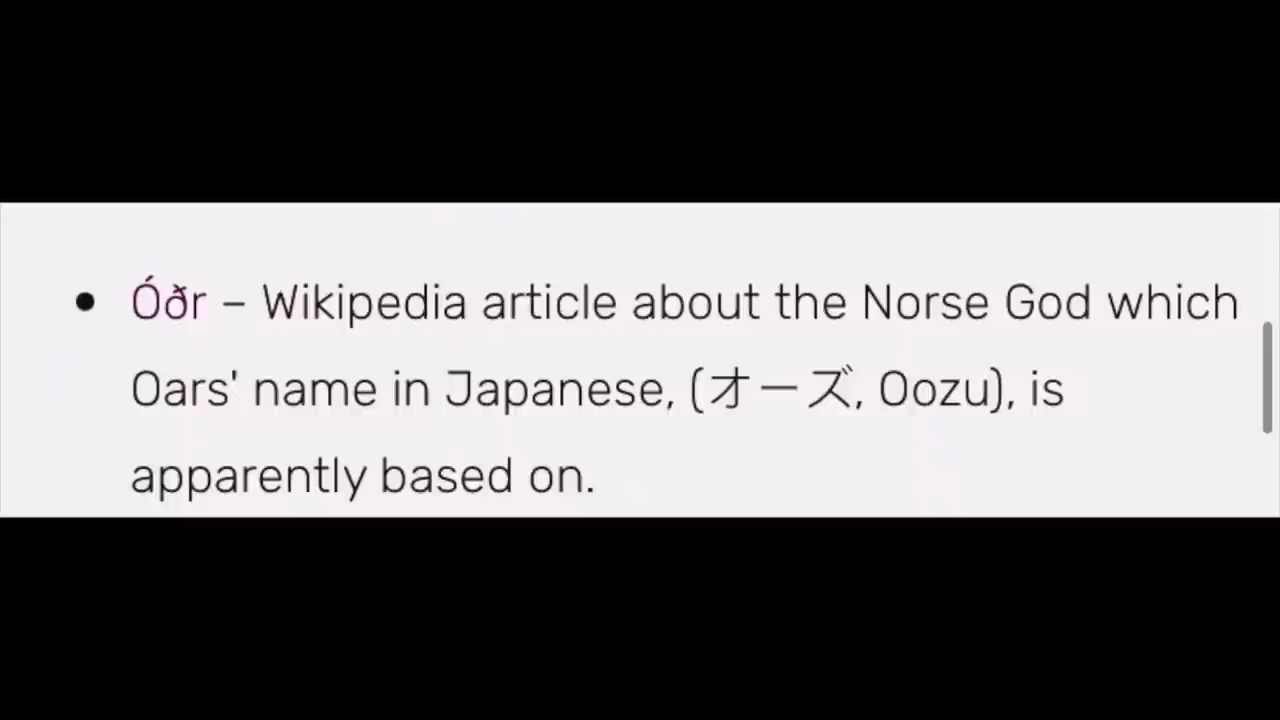 • Óðr – Wikipedia article about the Norse God which
Oars' name in Japanese, (オーズ, Oozu), is
apparently based on.